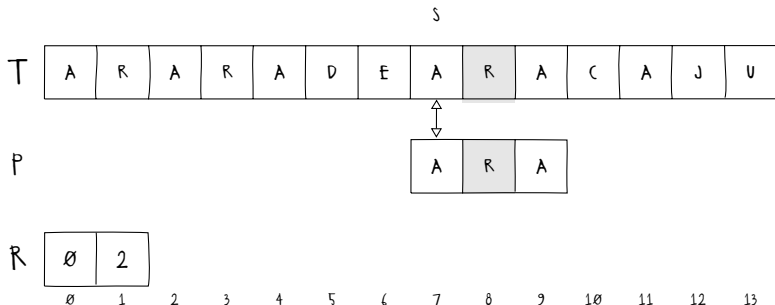 S
T A R A R A D E A R A C A J U
P A R A
R 0 2
0 1 2 3 4 5 6 7 8 9 10 11 12 13